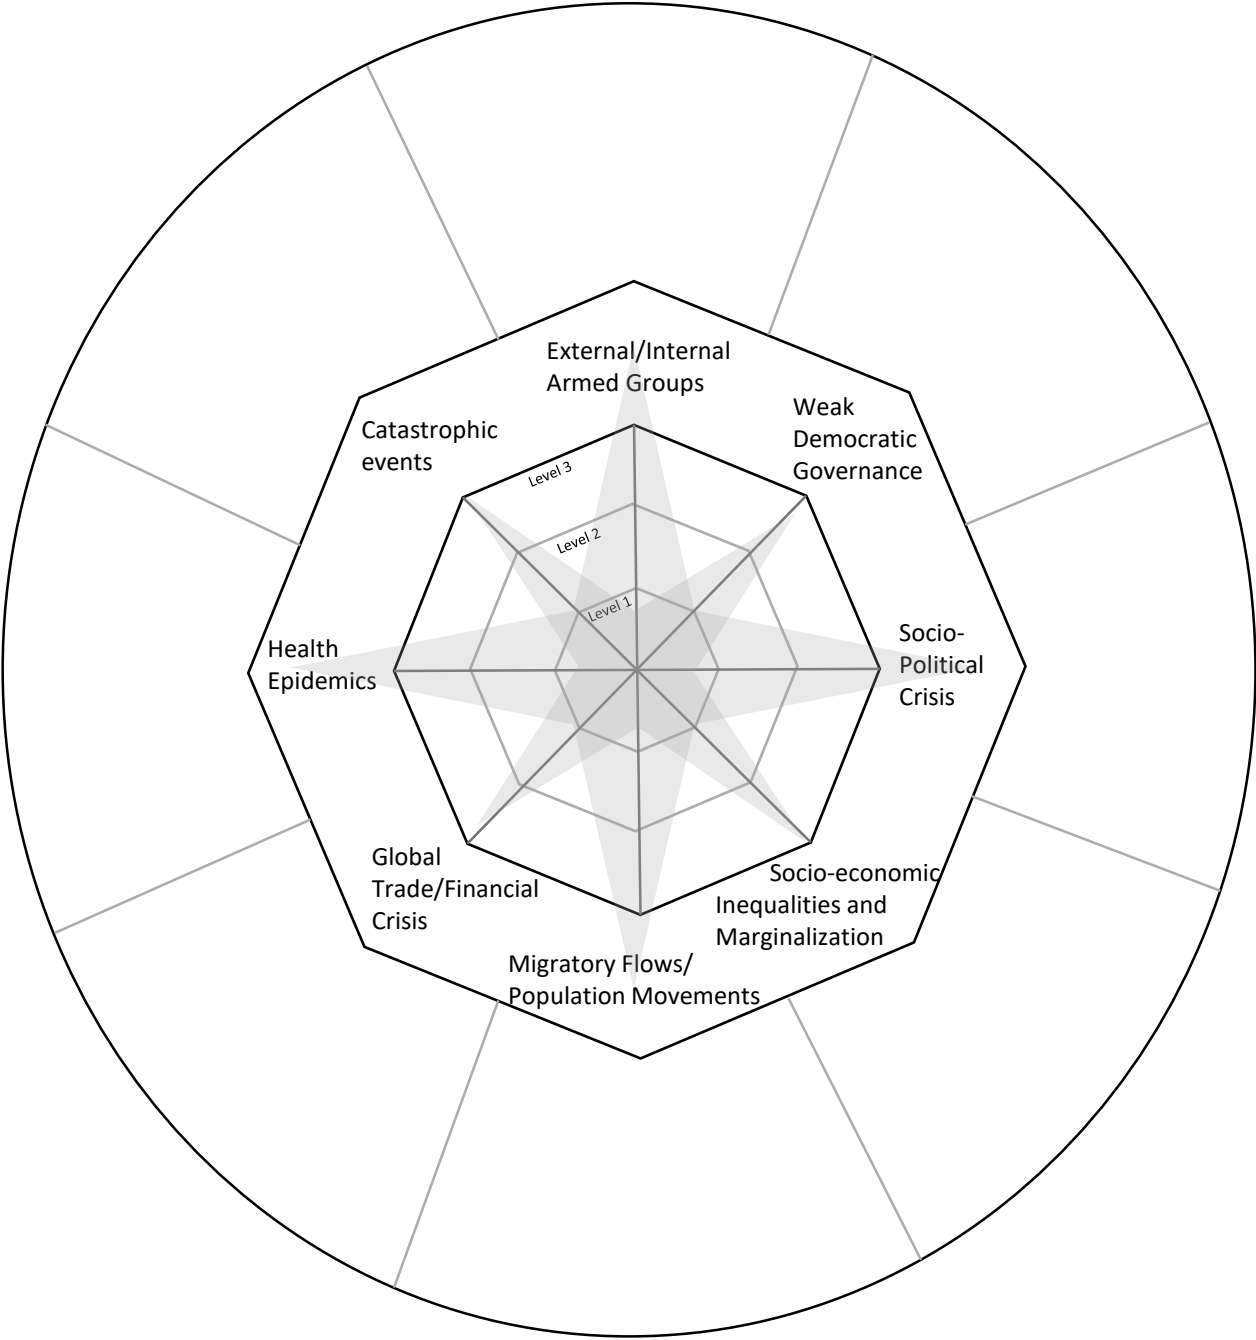 External/Internal
Armed Groups
Weak
Democratic
Governance
Catastrophic
events
Level 3
Level 2
Level 1
Socio-
Political
Crisis
Health
Epidemics
Global
Trade/Financial
Crisis
Socio-economic
Inequalities and
Marginalization
Migratory Flows/
Population Movements